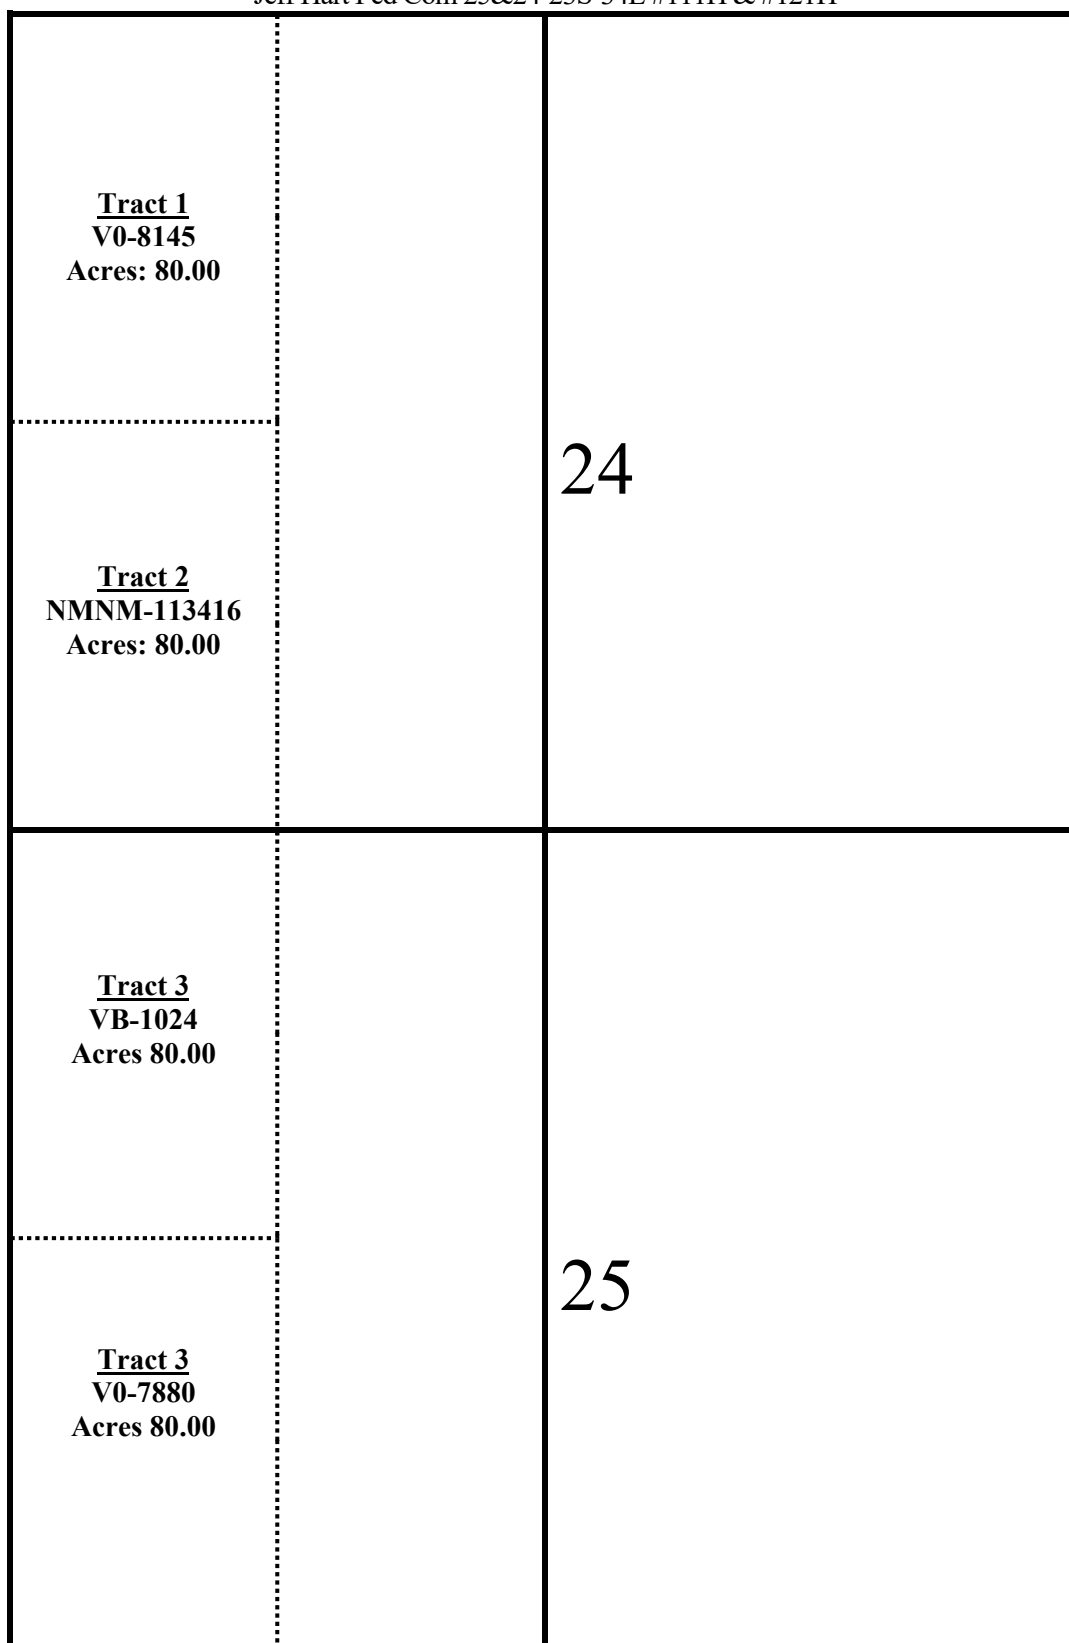 Tract 1
V0-8145
Acres: 80.00
24
Tract 2
NMNM-113416
Acres: 80.00
Tract 3
VB-1024
Acres 80.00
25
Tract 3
V0-7880
Acres 80.00